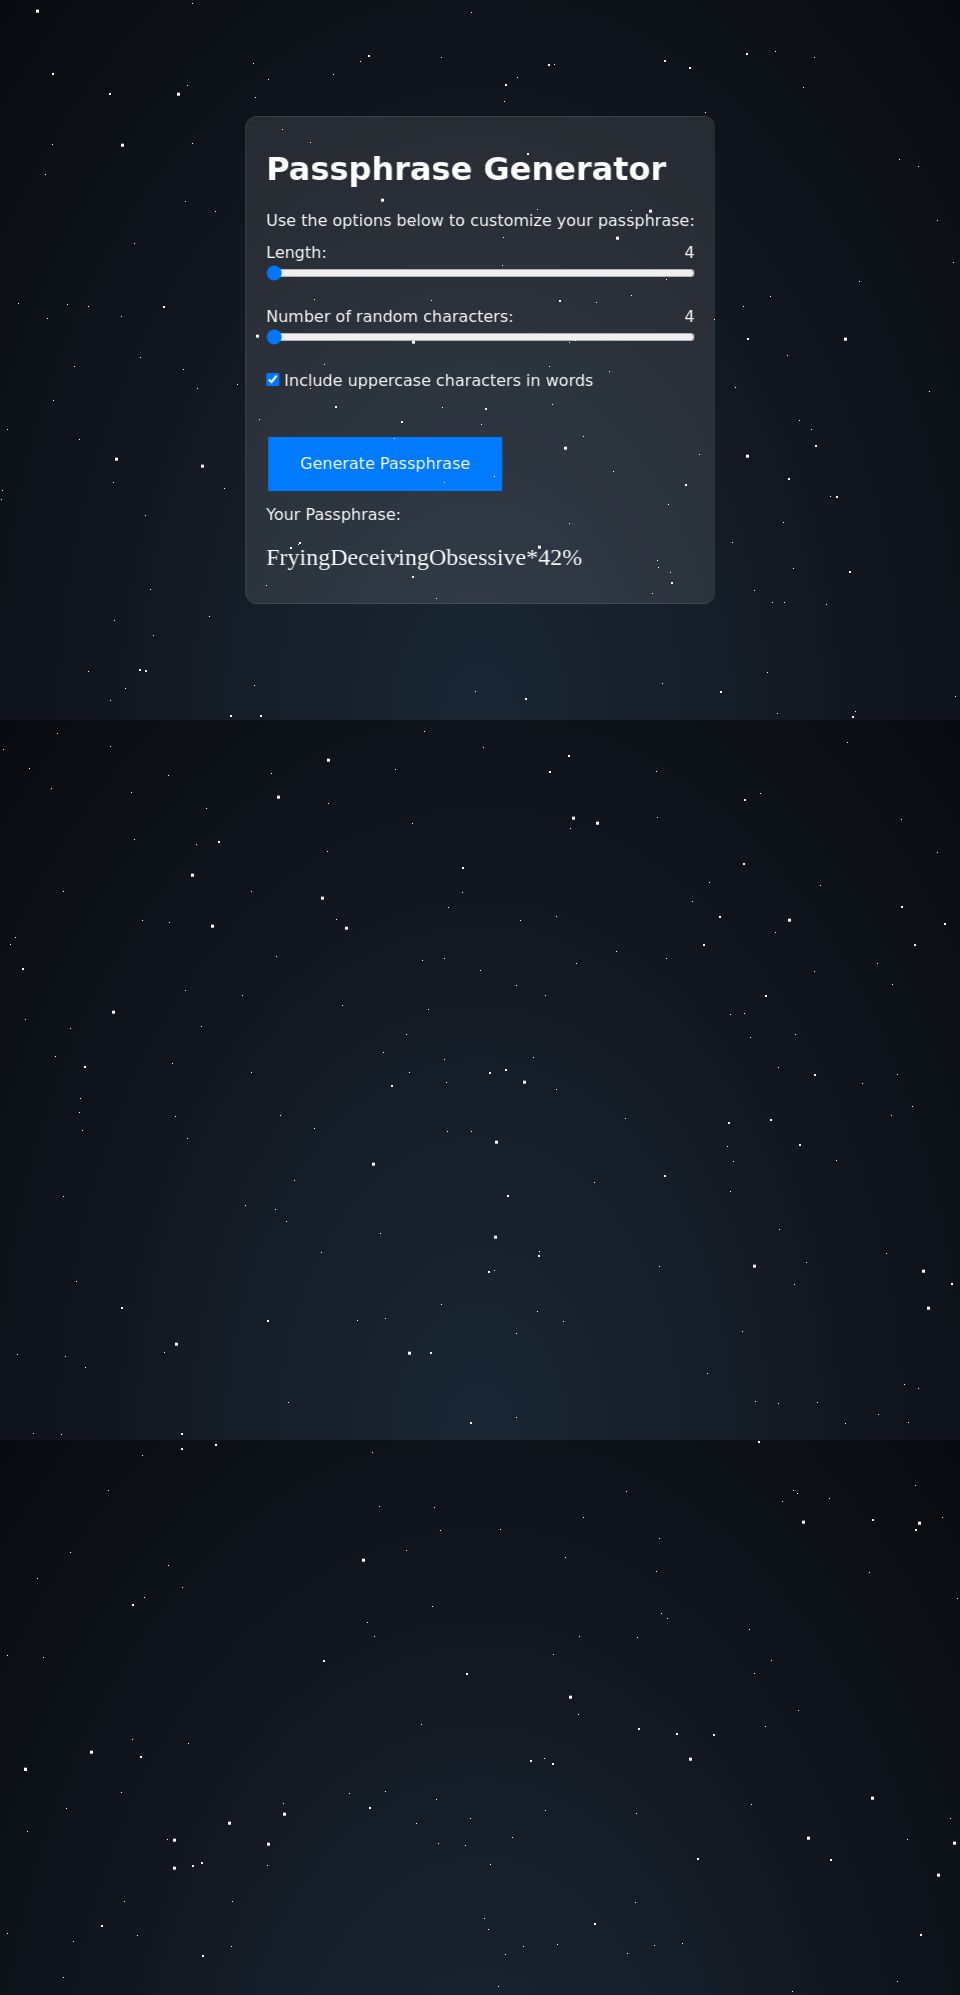 Passphrase Generator
Use the options below to customize your passphrase:
Length: 4
Number of random characters: 4
Include uppercase characters in words
Generate Passphrase
Your Passphrase:
FryingDeceivingObsessive*42%